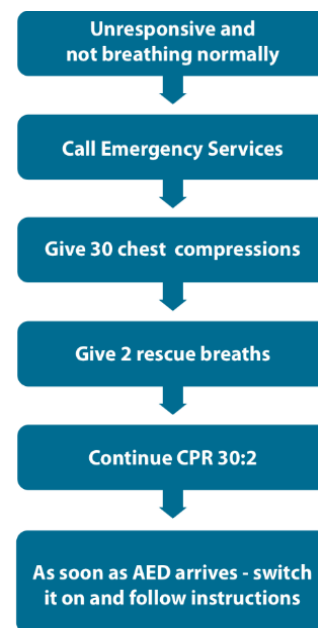 Unresponsive and
not breathing normally
Call Emergency Services
Give 30 chest compressions
Give 2 rescue breaths
Continue CPR 30:2
As soon as AED arrives - switch
it on and follow instructions